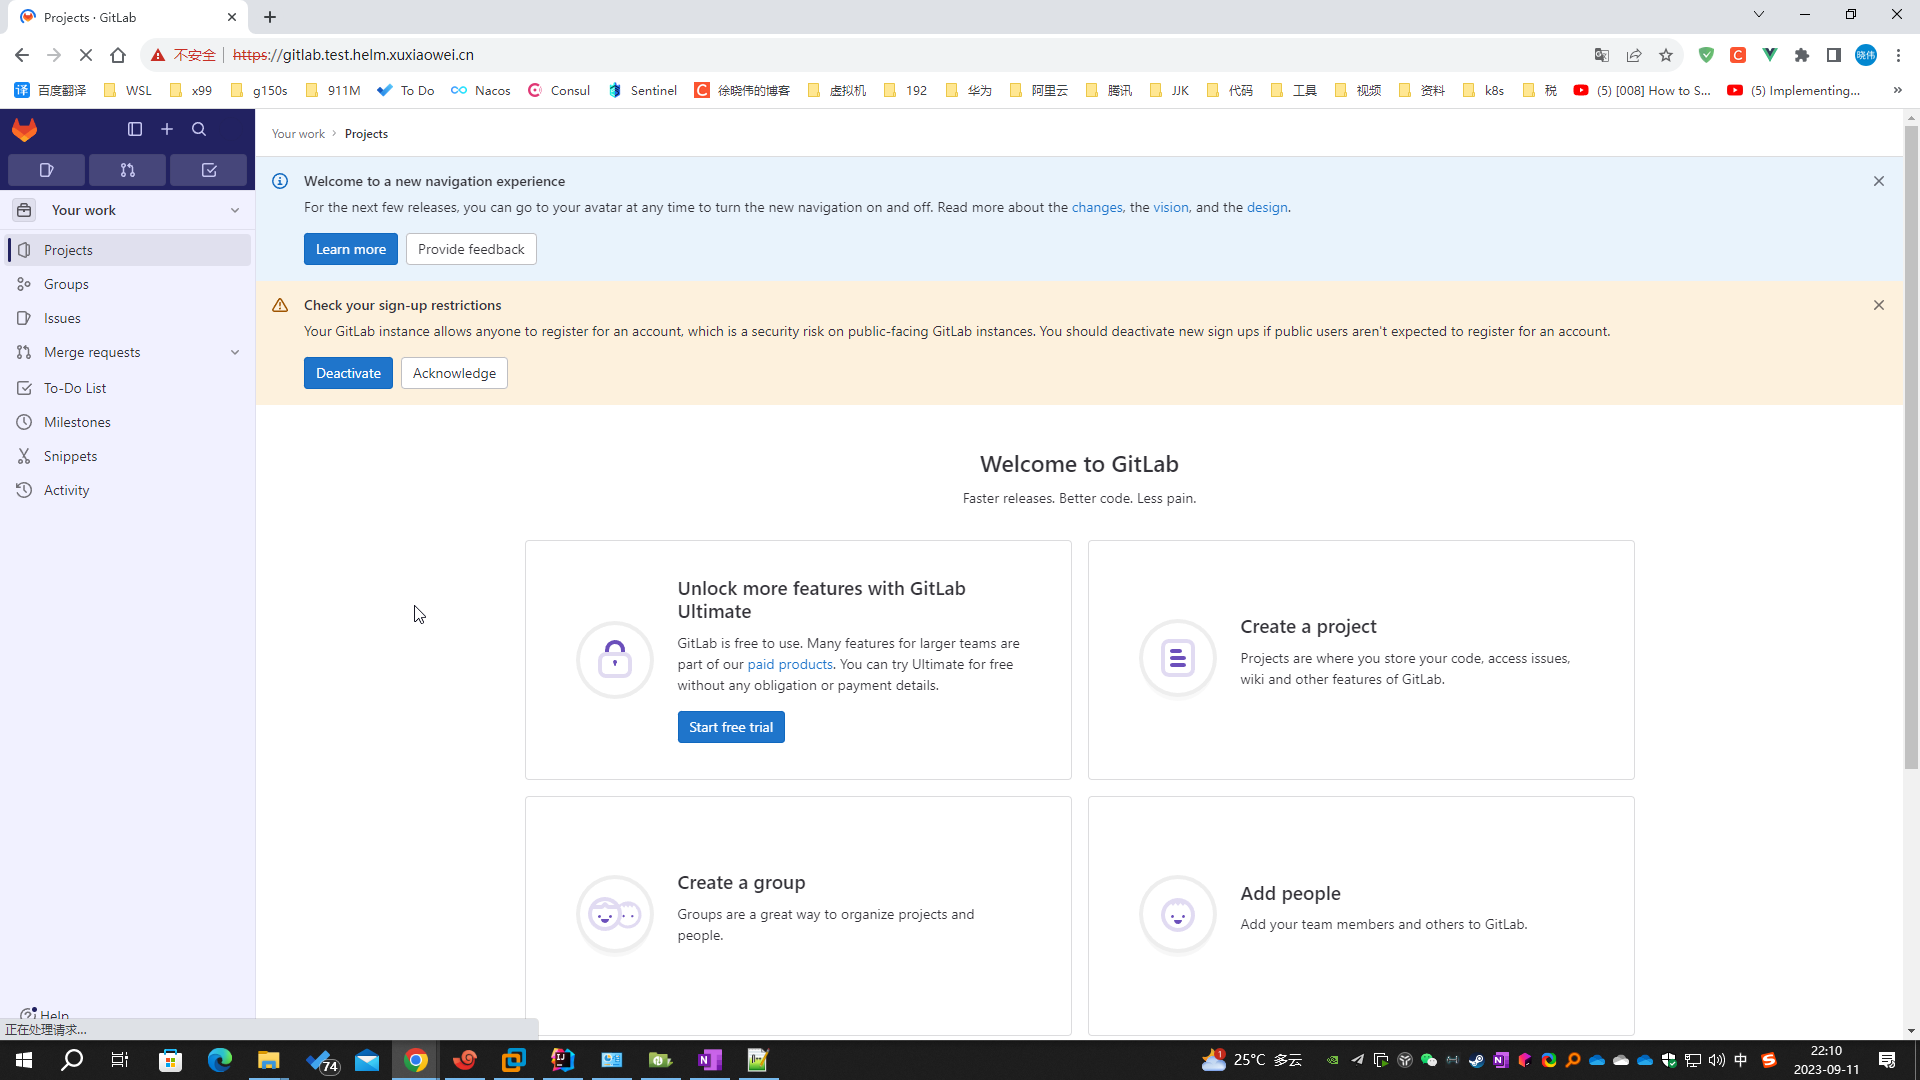 Projects · GitLab
不安全
https://gitlab.test.helm.xuxiaowei.cn
晓伟
译 百度翻译 WSL x99 g150s 911M To Do Nacos Consul Sentinel C 徐晓伟的博客 虚拟机 192 华为 阿里云 腾讯 JJK 代码 工具 视频 资料 k8s 税 (5) [008] How to S... (5) Implementing... »
Your work › Projects
Your work
Projects
Groups
Issues
Merge requests
To-Do List
Milestones
Snippets
Activity
Help
正在处理请求...
Welcome to a new navigation experience
For the next few releases, you can go to your avatar at any time to turn the new navigation on and off. Read more about the changes, the vision, and the design.
Learn more Provide feedback
Check your sign-up restrictions
Your GitLab instance allows anyone to register for an account, which is a security risk on public-facing GitLab instances. You should deactivate new sign ups if public users aren't expected to register for an account.
Deactivate Acknowledge
Welcome to GitLab
Faster releases. Better code. Less pain.
Unlock more features with GitLab
Ultimate
GitLab is free to use. Many features for larger teams are
part of our paid products. You can try Ultimate for free
without any obligation or payment details.
Start free trial
Create a project
Projects are where you store your code, access issues,
wiki and other features of GitLab.
Create a group
Groups are a great way to organize projects and
people.
Add people
Add your team members and others to GitLab.
74
1
25°C 多云
中
22:10
2023-09-11